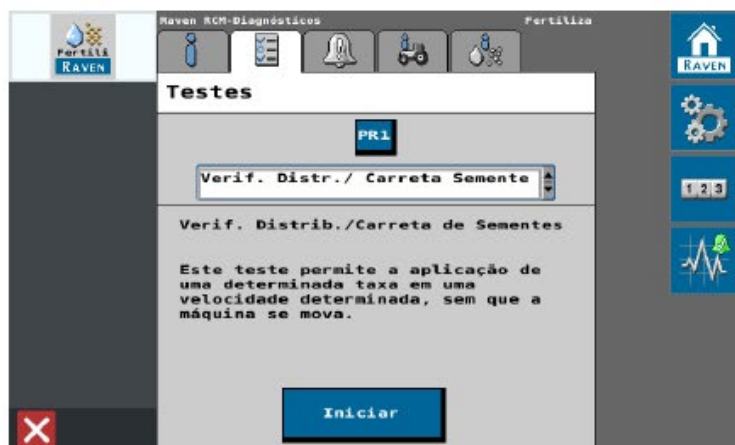 Raven RCM-Diagnósticos
Fertiliza
Fertili
RAVEN
RAVEN
Testes
PR1
Verif. Distr./ Carreta Semente
1 2 3
Verif. Distrib./Carreta de Sementes
Este teste permite a aplicação de
uma determinada taxa em uma
velocidade determinada, sem que a
máquina se mova.
Iniciar